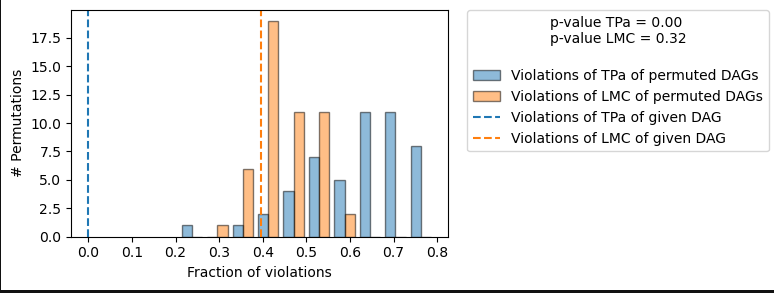 p-value TPa = 0.00
p-value LMC = 0.32
Violations of TPa of permuted DAGs
Violations of LMC of permuted DAGs
Violations of TPa of given DAG
Violations of LMC of given DAG
# Permutations
17.5
15.0
12.5
10.0
7.5
5.0
2.5
0.0
0.0 0.1 0.2 0.3 0.4 0.5 0.6 0.7 0.8
Fraction of violations